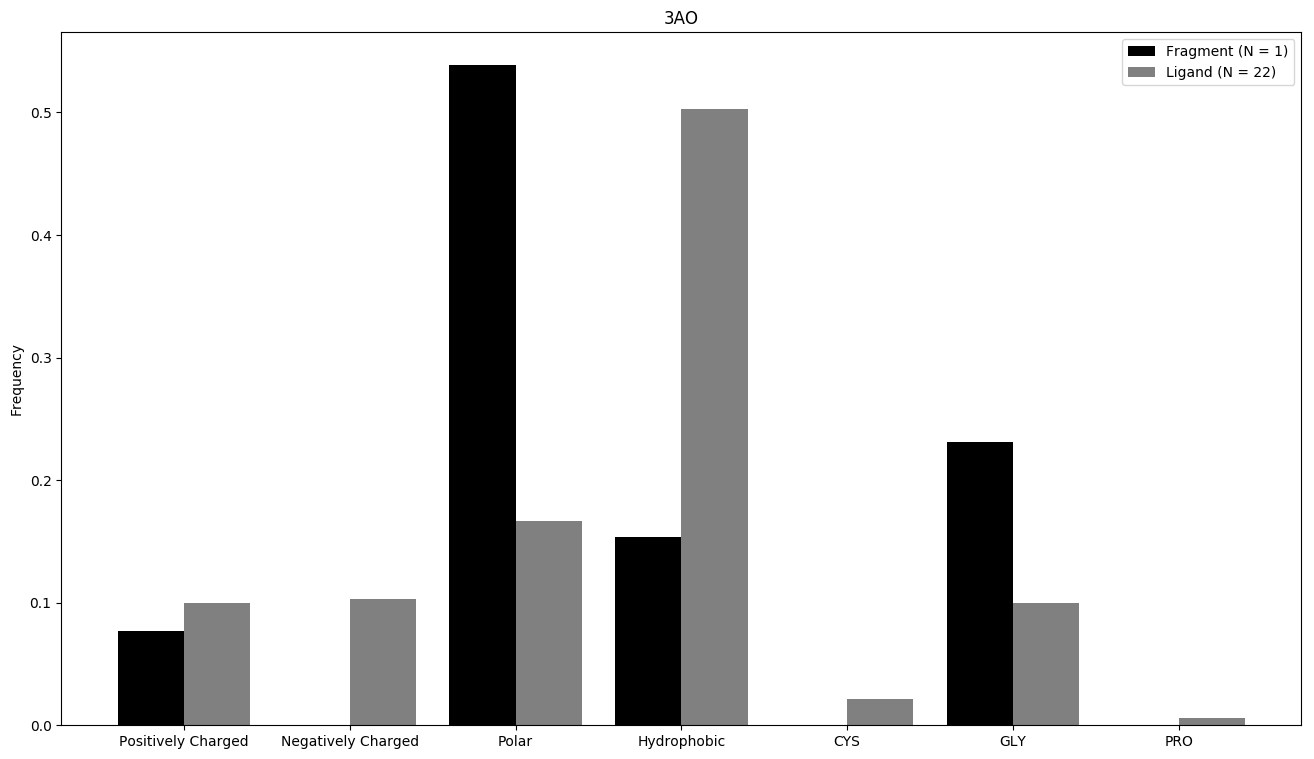 3AO
Fragment (N = 1)
Ligand (N = 22)
Frequency
0.5
0.4
0.3
0.2
0.1
0.0
Positively Charged Negatively Charged Polar Hydrophobic CYS GLY PRO